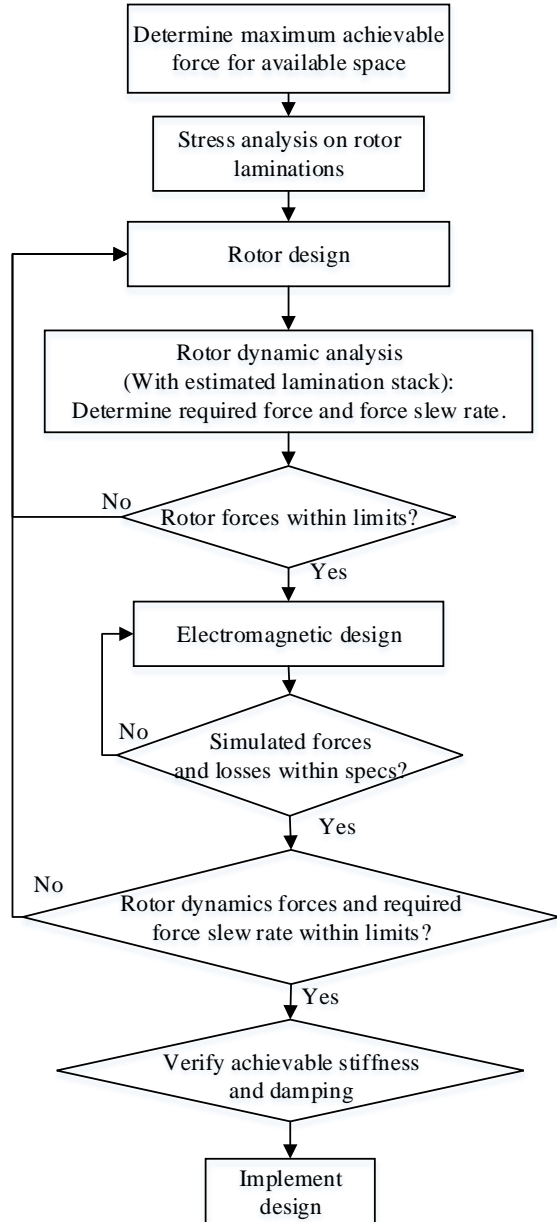 Determine maximum achievable
force for available space
Stress analysis on rotor
laminations
Rotor design
Rotor dynamic analysis
(With estimated lamination stack):
Determine required force and force slew rate.
No
Rotor forces within limits?
Yes
Electromagnetic design
No
Simulated forces
and losses within specs?
Yes
No
Rotor dynamics forces and required
force slew rate within limits?
Yes
Verify achievable stiffness
and damping
Implement
design